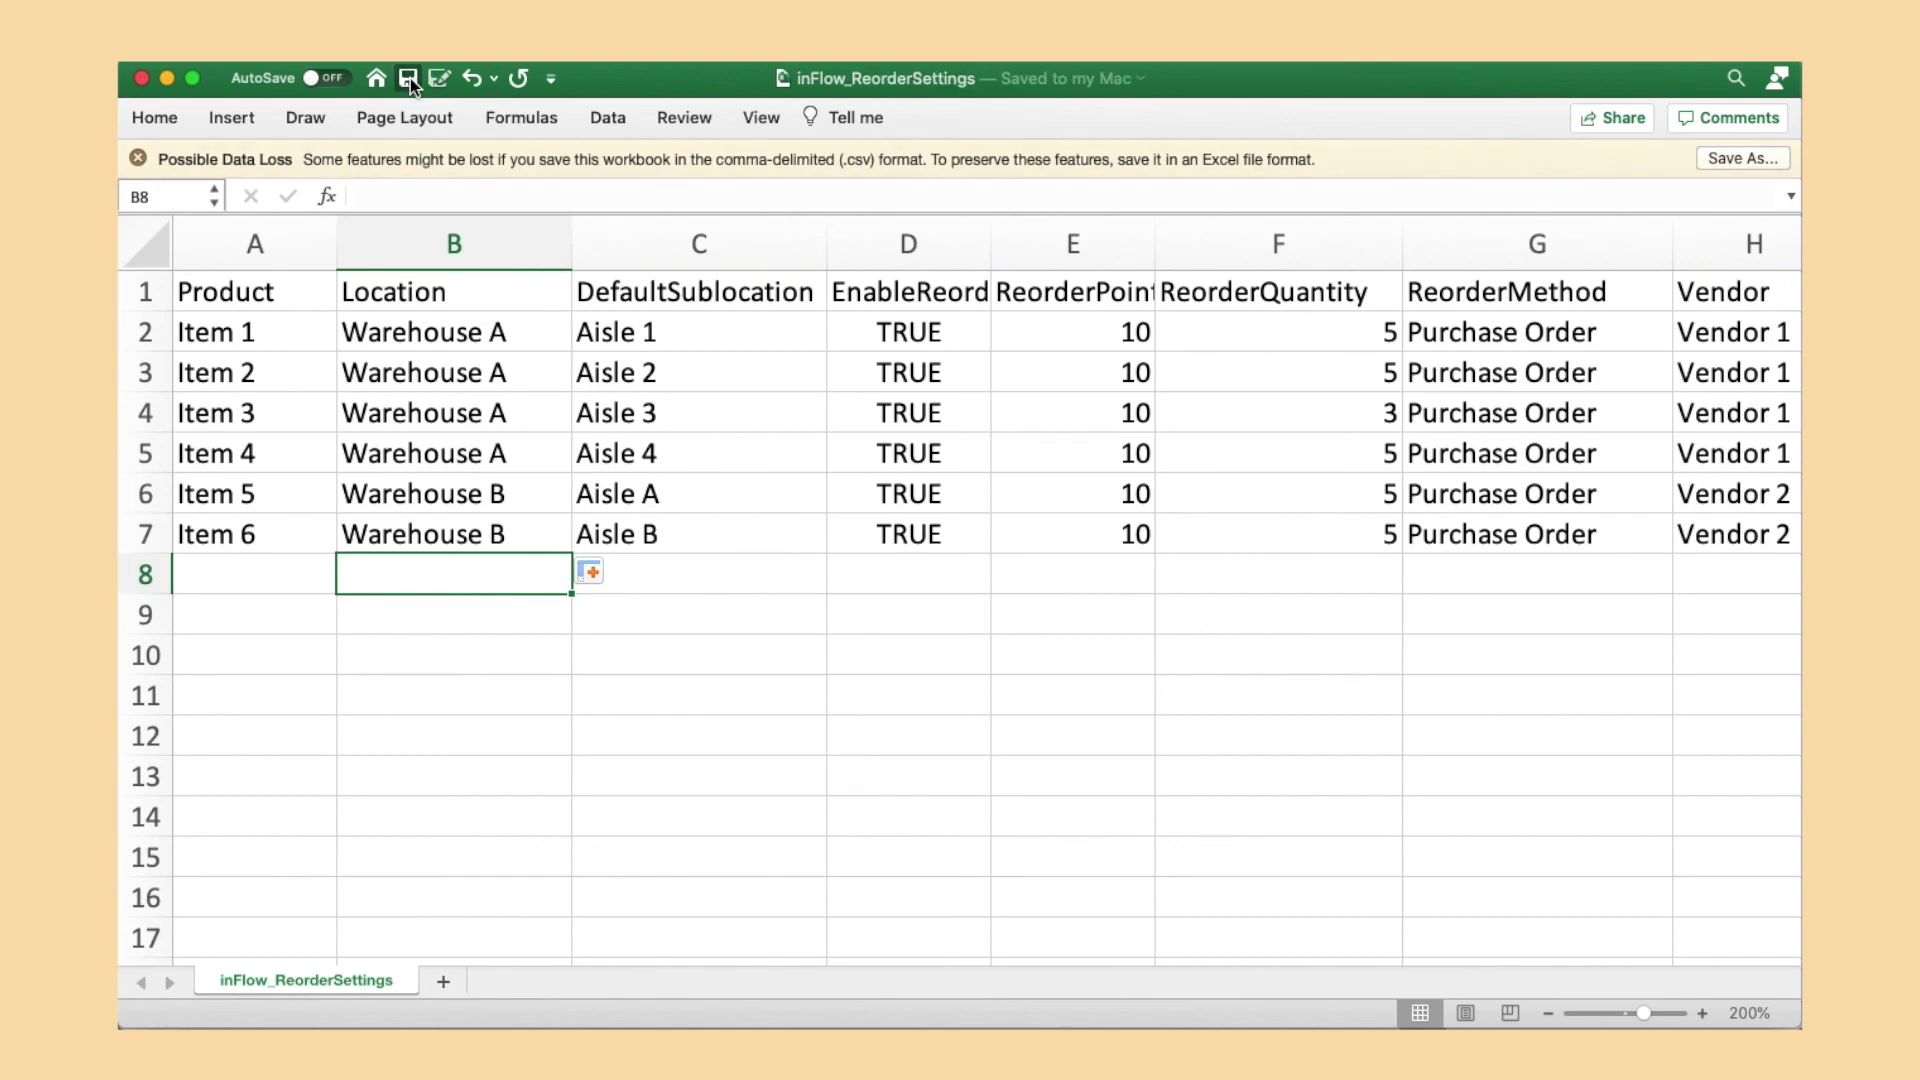 AutoSave OFF inFlow_ReorderSettings — Saved to my Mac
Home Insert Draw Page Layout Formulas Data Review View Tell me Share Comments
Possible Data Loss Some features might be lost if you save this workbook in the comma-delimited (.csv) format. To preserve these features, save it in an Excel file format. Save As...
B8 fx
A B C D E F G H
1 Product Location DefaultSublocation EnableReord ReorderPoint ReorderQuantity ReorderMethod Vendor
2 Item 1 Warehouse A Aisle 1 TRUE 10 5 Purchase Order Vendor 1
3 Item 2 Warehouse A Aisle 2 TRUE 10 5 Purchase Order Vendor 1
4 Item 3 Warehouse A Aisle 3 TRUE 10 3 Purchase Order Vendor 1
5 Item 4 Warehouse A Aisle 4 TRUE 10 5 Purchase Order Vendor 1
6 Item 5 Warehouse B Aisle A TRUE 10 5 Purchase Order Vendor 2
7 Item 6 Warehouse B Aisle B TRUE 10 5 Purchase Order Vendor 2
8
9
10
11
12
13
14
15
16
17
inFlow_ReorderSettings +
200%